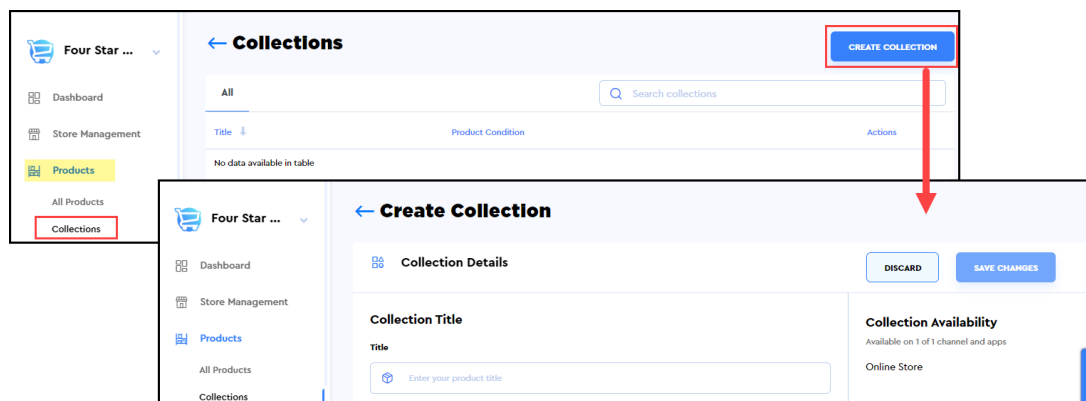 Four Star ...
Collections
CREATE COLLECTION
Dashboard
All
Search collections
Store Management
Title
Product Condition
Actions
No data available in table
Products
All Products
Collections
Four Star ...
Create Collection
Dashboard
Collection Details
DISCARD
SAVE CHANGES
Store Management
Collection Title
Collection Availability
Products
Title
Available on 1 of 1 channel and apps
All Products
Online Store
Enter your product title
Collections